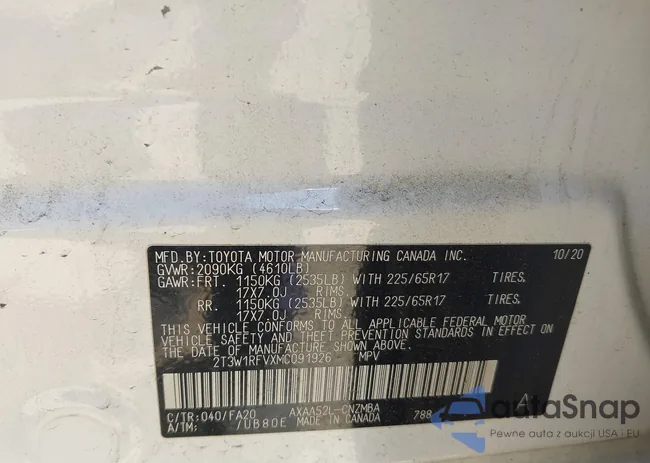 MFD.BY:TOYOTA MOTOR MANUFACTURING CANADA INC. 10/20
GVWR:2090KG (4610LB)
GAWR:FRT. 1150KG (2535LB) WITH 225/65R17 TIRES.
17X7.0J RIMS.
RR. 1150KG (2535LB) WITH 225/65R17 TIRES.
17X7.0J RIMS.
THIS VEHICLE CONFORMS TO ALL APPLICABLE FEDERAL MOTOR
VEHICLE SAFETY AND THEFT PREVENTION STANDARDS IN EFFECT
ON THE DATE OF MANUFACTURE SHOWN ABOVE.
2T3W1RFVXMC091926 MPV
C/TR:040/FA20 AXAA52L-CNZMBA 788 A
A/TM: /UB80E MADE IN CANADA
autoSnap
Pewne auta z aukcji USA i EU